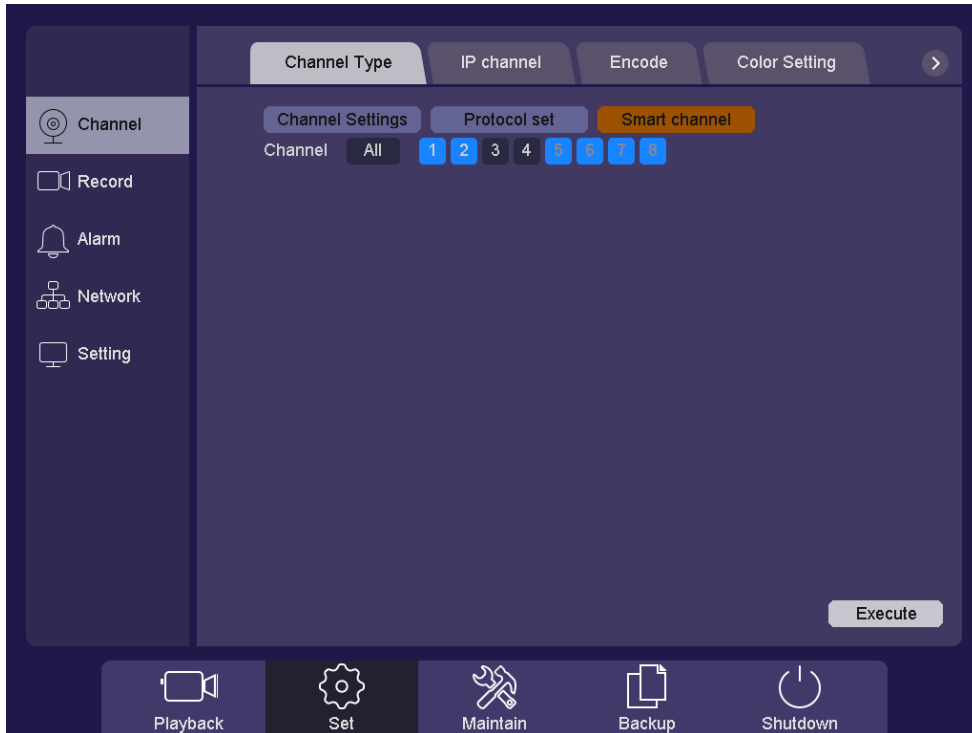 Channel Type IP channel Encode Color Setting >
Channel Settings Protocol set Smart channel
Channel All 1 2 3 4 5 6 7 8
Channel
Record
Alarm
Network
Setting
Execute
Playback Set Maintain Backup Shutdown